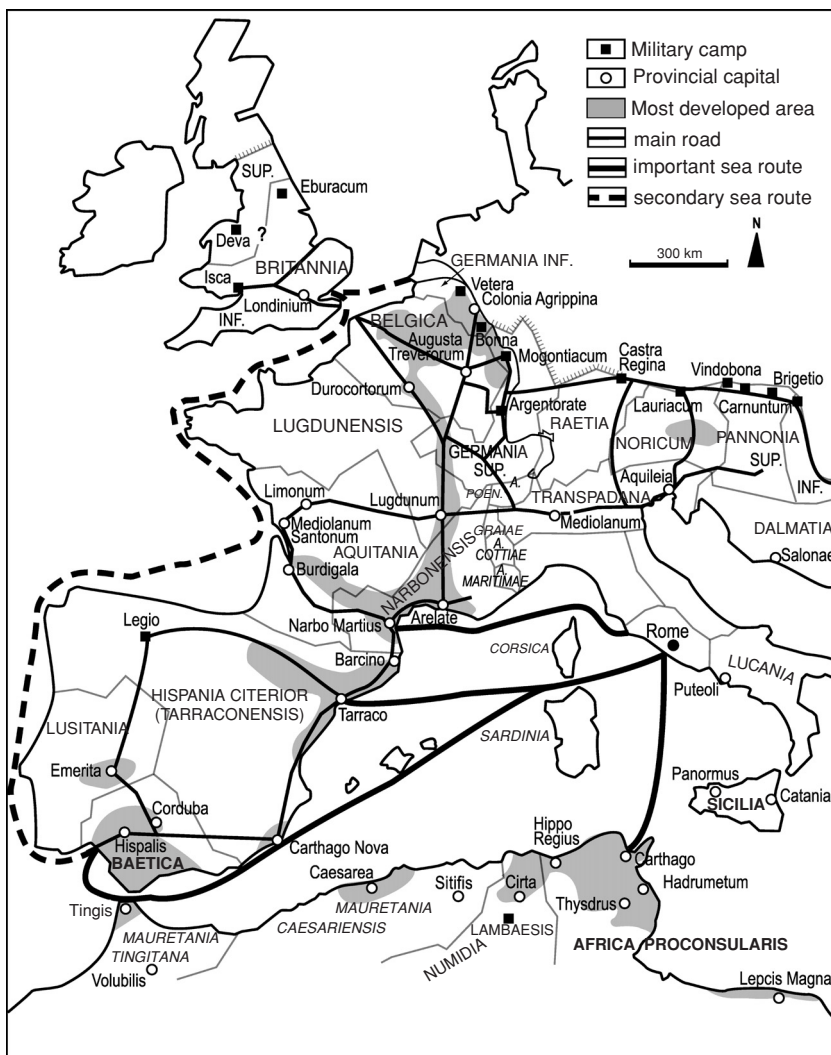 Military camp
Provincial capital
Most developed area
main road
important sea route
secondary sea route
N
300 km
SUP.
Eburacum
Deva
?
Isca
BRITANNIA
Londinium
INF.
GERMANIA INF.
Vetera
Colonia Agrippina
BELGICA
Augusta
Treverorum
Bonna
Mogontiacum
Durocortorum
Argentorate
Castra
Regina
Vindobona
Brigetio
Lauriacum
Carnuntum
LUGDUNENSIS
RAETIA
NORICUM
PANNONIA
SUP.
INF.
GERMANIA
SUP.
A.
G.
POEN.
Aquileia
TRANSPADANA
Limonum
Lugdunum
Mediolanum
Mediolanum
Santonum
DALMATIA
Salonae
AQUITANIA
GRAIAE
A.
COTTIAE
A.
MARITIMAE
NARBONENSIS
Burdigala
Narbo Martius
Arelate
Legio
Barcino
CORSICA
Rome
LUCANIA
Puteoli
HISPANIA CITERIOR
(TARRACONENSIS)
Tarraco
LUSITANIA
SARDINIA
Emerita
Panormus
SICILIA
Catania
Corduba
Hispalis
BAETICA
Carthago Nova
Hippo
Regius
Carthago
Caesarea
Sitifis
Cirta
Hadrumetum
Thysdrus
Tingis
MAURETANIA
CAESARIENSIS
LAMBAESIS
MAURETANIA
TINGITANA
NUMIDIA
AFRICA PROCONSULARIS
Volubilis
Lepcis Magna